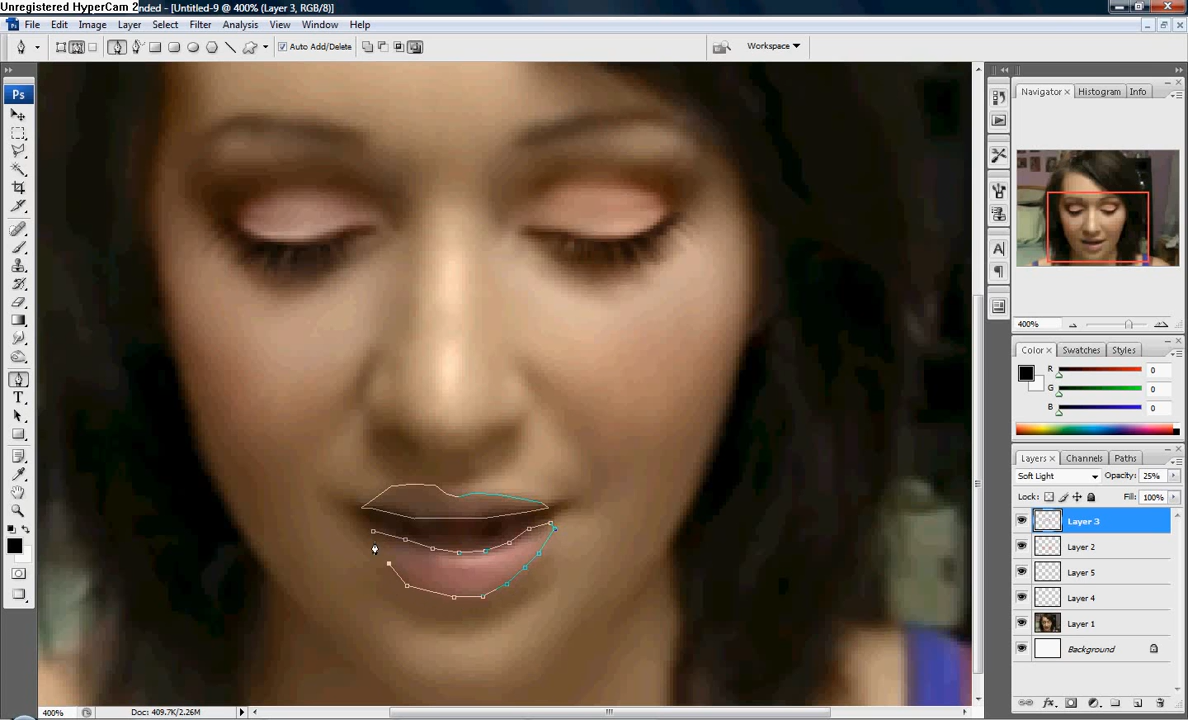 Unregistered HyperCam 2
nded - [Untitled-9 @ 400% (Layer 3, RGB/8)]
File Edit Image Layer Select Filter Analysis View Window Help
Auto Add/Delete
Workspace
Ps
Navigator Histogram Info
400%
Color Swatches Styles
R 0
G 0
B 0
Layers Channels Paths
Soft Light Opacity: 25%
Lock: Fill: 100%
Layer 3
Layer 2
Layer 5
Layer 4
Layer 1
Background
T
A
fx
400% Doc: 409.7K/2.26M